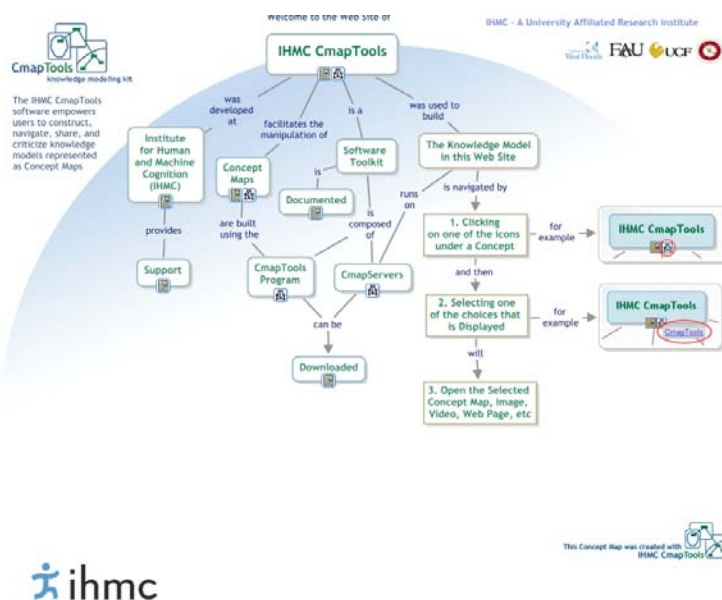 Welcome to the Web Site of
IHMC - A University Affiliated Research Institute
West Florida
FAU
UCF
CmapTools
knowledge modeling kit
The IHMC CmapTools
software empowers
users to construct,
navigate, share, and
criticize knowledge
models represented
as Concept Maps
IHMC CmapTools
was
developed
at
facilitates the
manipulation of
is a
was used to
build
Institute
for Human
and Machine
Cognition
(IHMC)
Concept
Maps
Software
Toolkit
The Knowledge Model
in this Web Site
is
Documented
runs
on
is navigated by
provides
are built
using the
is
composed
of
1. Clicking
on one of the icons
under a Concept
for
example
IHMC CmapTools
Support
CmapTools
Program
CmapServers
and then
2. Selecting one
of the choices that
is Displayed
for
example
IHMC CmapTools
CmapTools
can be
will
Downloaded
3. Open the Selected
Concept Map, Image,
Video, Web Page, etc
This Concept Map was created with
IHMC CmapTools
ihmc